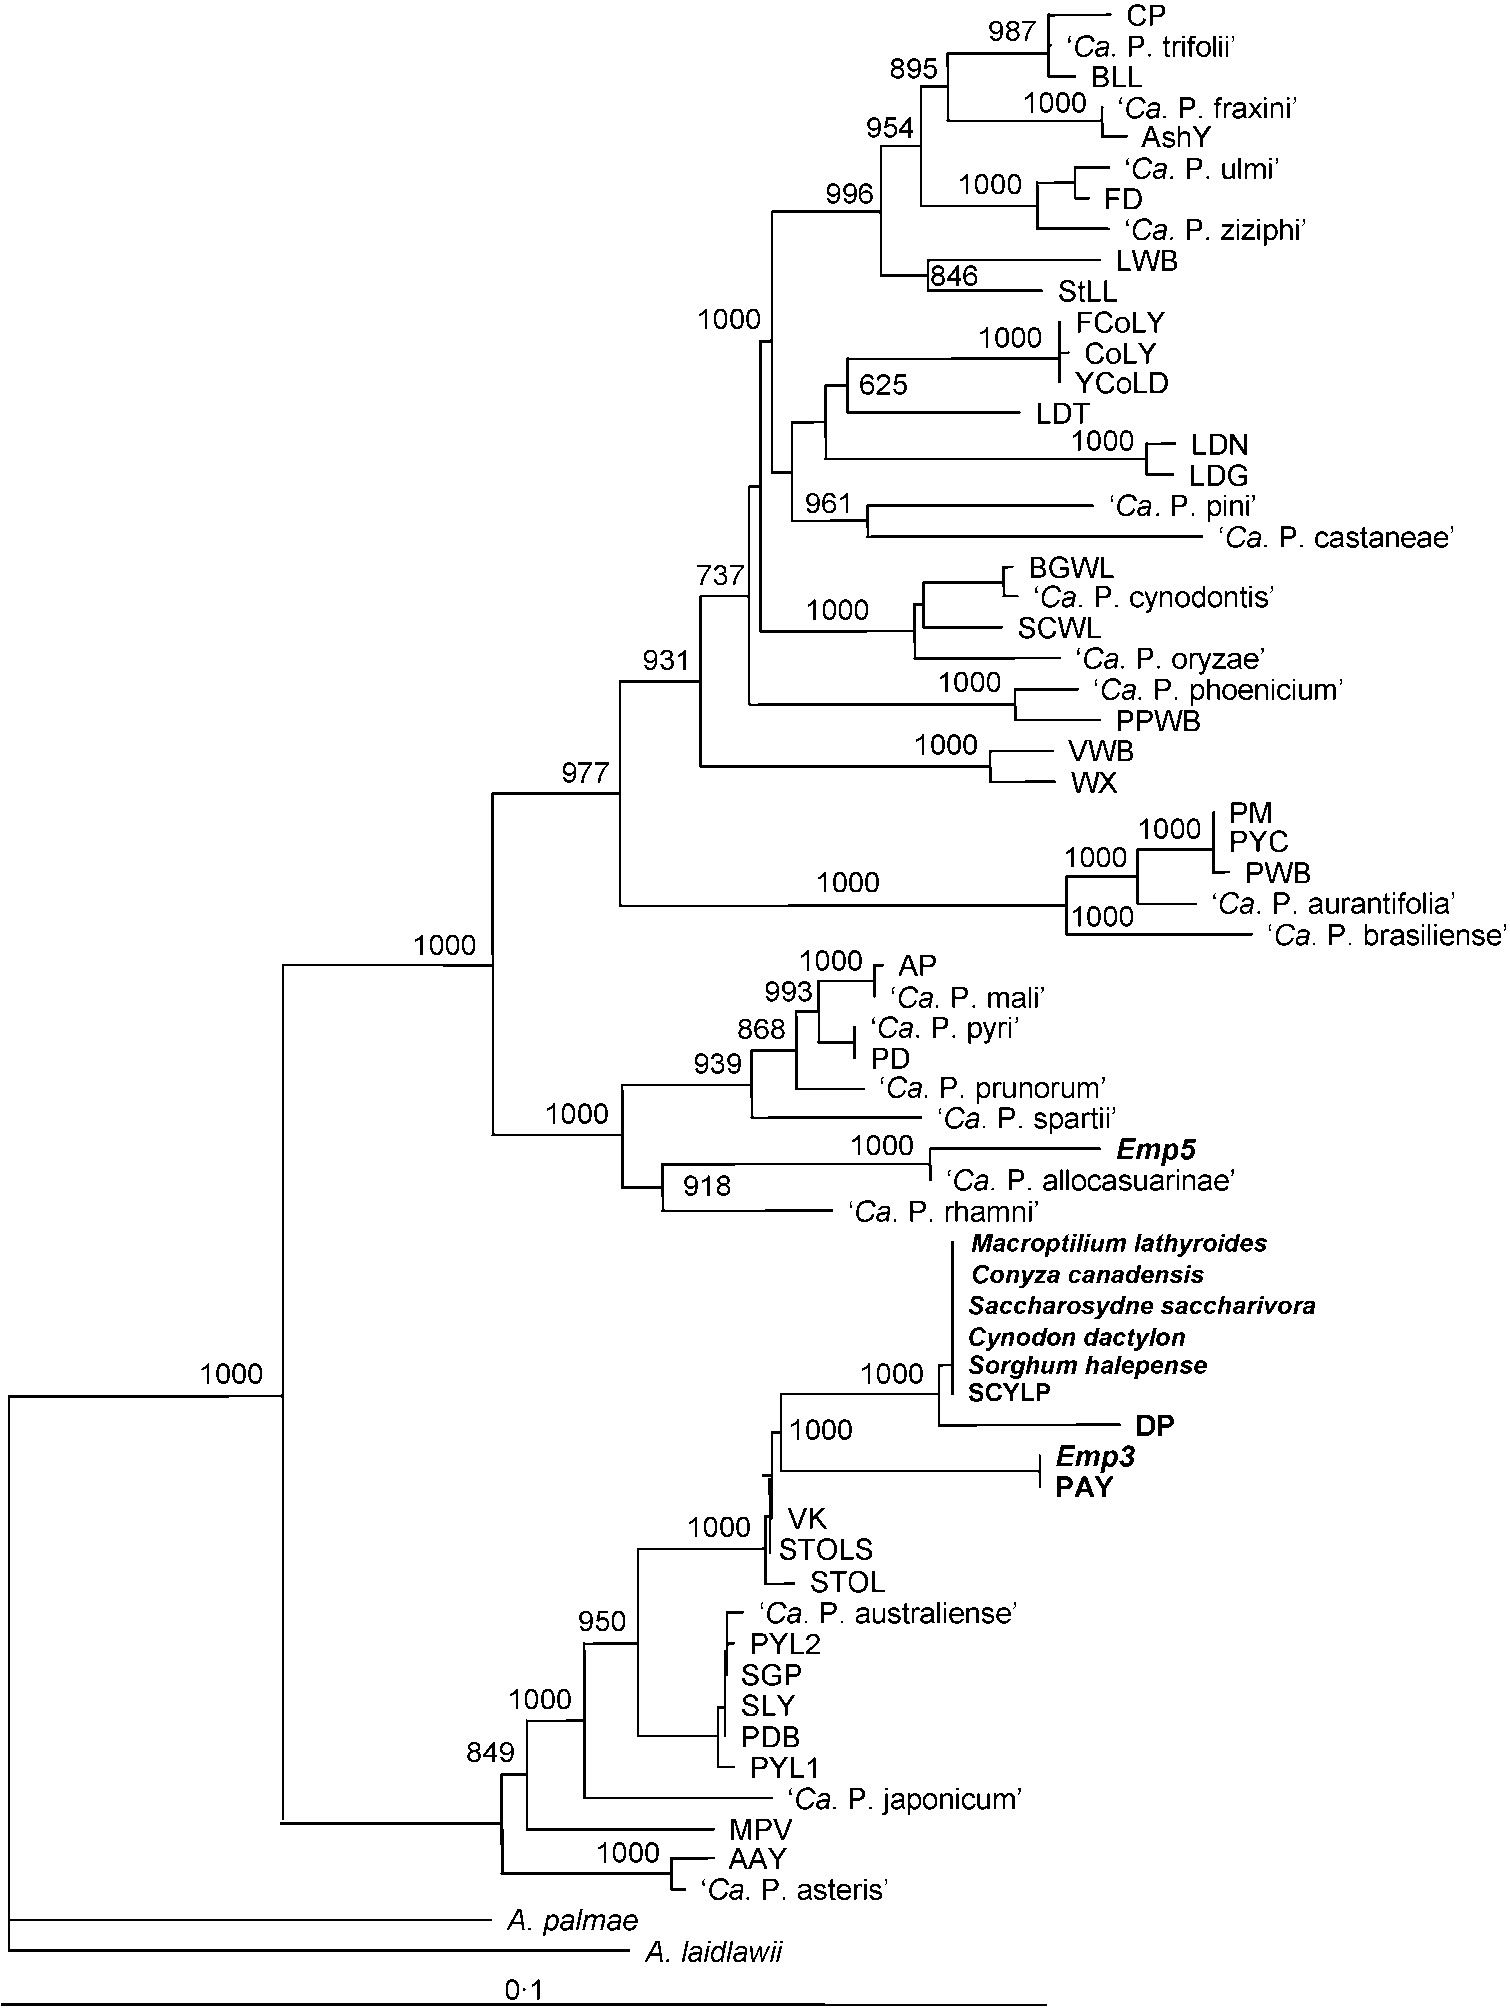 CP
987
‘Ca. P. trifolii’
895
BLL
1000
‘Ca. P. fraxini’
954
AshY
‘Ca. P. ulmi’
996
1000
FD
‘Ca. P. ziziphi’
LWB
846
StLL
1000
FCoLY
1000
CoLY
625
YCoLD
LDT
1000
LDN
LDG
961
‘Ca. P. pini’
‘Ca. P. castaneae’
737
BGWL
1000
‘Ca. P. cynodontis’
SCWL
931
‘Ca. P. oryzae’
1000
‘Ca. P. phoenicium’
PPWB
1000
VWB
977
WX
PM
1000
PYC
1000
PWB
1000
‘Ca. P. aurantifolia’
1000
‘Ca. P. brasiliense’
1000
1000
AP
993
‘Ca. P. mali’
868
‘Ca. P. pyri’
939
PD
‘Ca. P. prunorum’
1000
‘Ca. P. spartii’
1000
Emp5
918
‘Ca. P. allocasuarinae’
‘Ca. P. rhamni’
Macroptilium lathyroides
Conyza canadensis
Saccharosydne saccharivora
Cynodon dactylon
1000
1000
Sorghum halepense
SCYLP
1000
DP
Emp3
PAY
1000
VK
STOLS
STOL
950
‘Ca. P. australiense’
PYL2
SGP
1000
SLY
849
PDB
PYL1
‘Ca. P. japonicum’
MPV
1000
AAY
‘Ca. P. asteris’
A. palmae
A. laidlawii
0·1